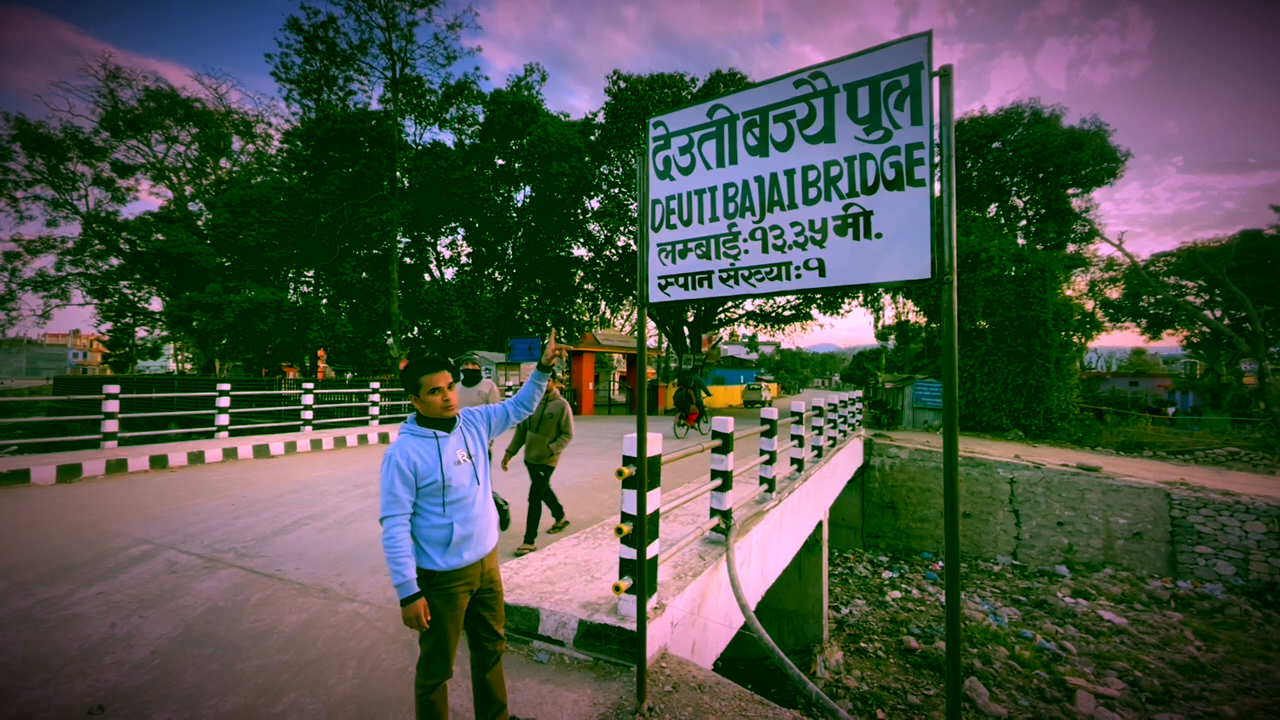 देउती बज्यै पुल
DEUTI BAJAI BRIDGE
लम्बाई:१३.३५ मी.
स्पान संख्या:१